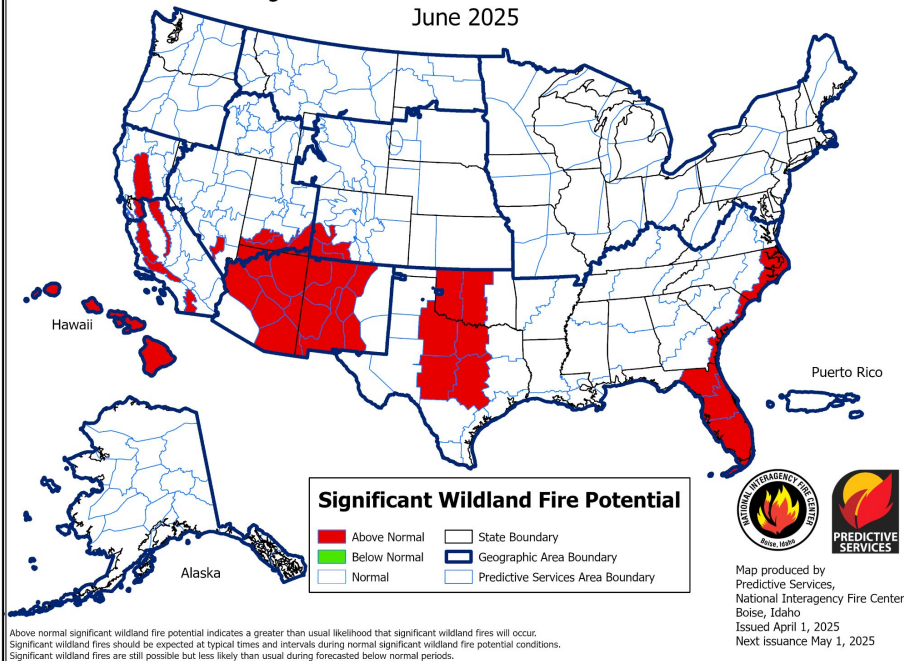 June 2025
Hawaii
Puerto Rico
Alaska
Significant Wildland Fire Potential
Above Normal
State Boundary
Below Normal
Geographic Area Boundary
Normal
Predictive Services Area Boundary
NATIONAL INTERAGENCY FIRE CENTER
Boise, Idaho
PREDICTIVE
SERVICES
Map produced by
Predictive Services,
National Interagency Fire Center
Boise, Idaho
Issued April 1, 2025
Next issuance May 1, 2025
Above normal significant wildland fire potential indicates a greater than usual likelihood that significant wildland fires will occur.
Significant wildland fires should be expected at typical times and intervals during normal significant wildland fire potential conditions.
Significant wildland fires are still possible but less likely than usual during forecasted below normal periods.